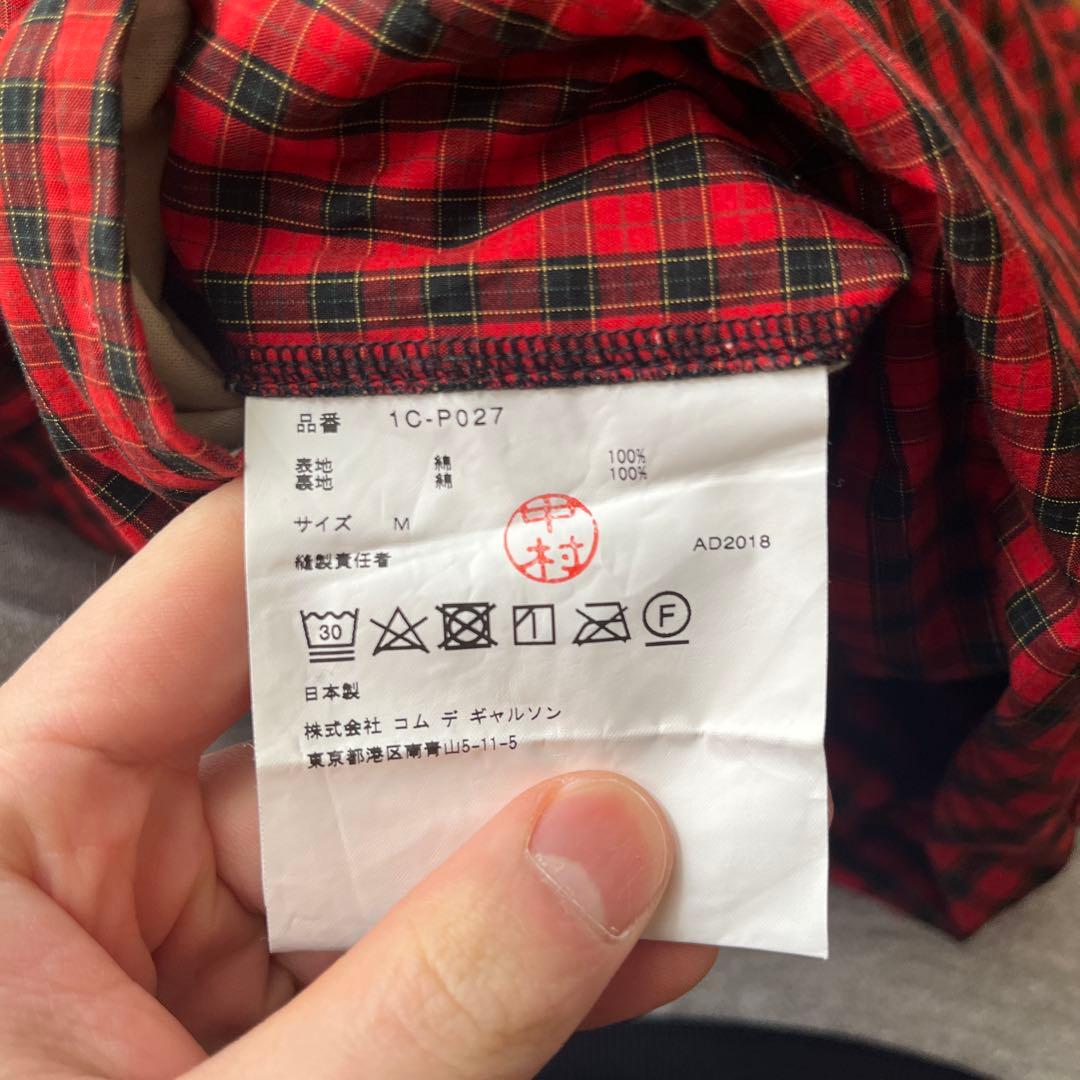 品番 1C-P027
表地 綿 100%
裏地 綿 100%
サイズ M
中村
縫製責任者
AD2018
30
F
日本製
株式会社 コム デ ギャルソン
東京都港区南青山5-11-5